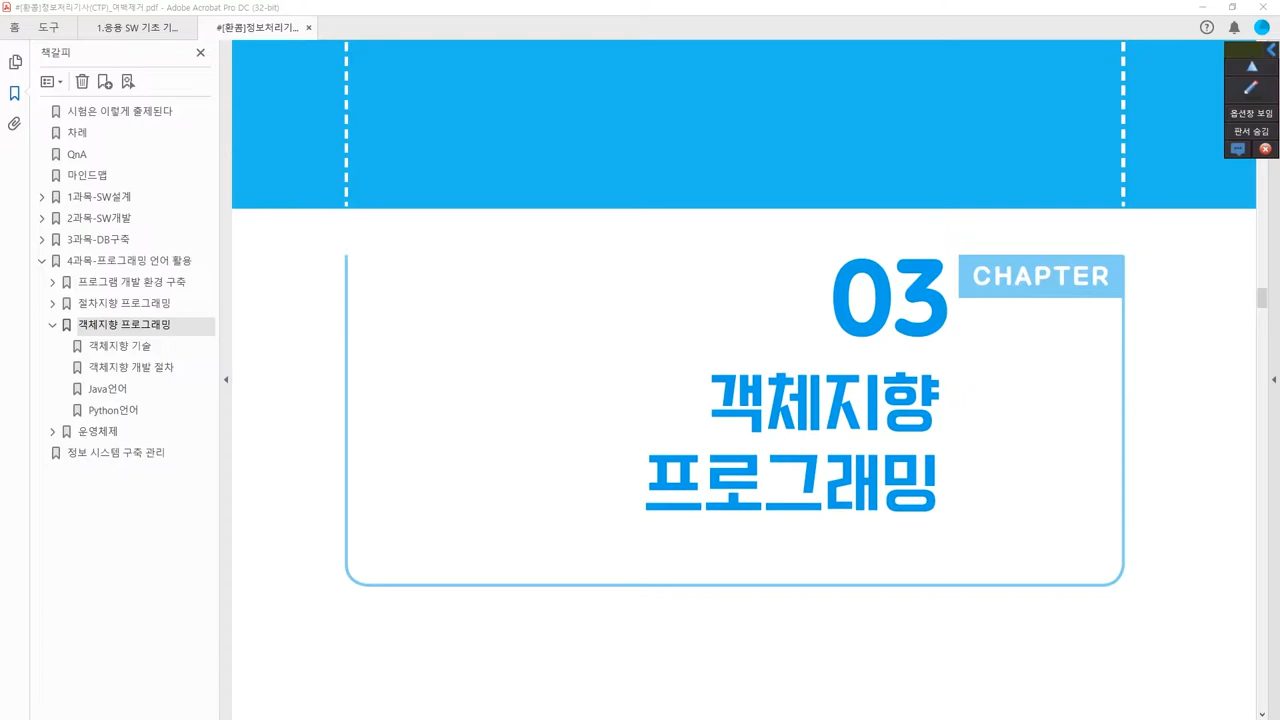 #[환콤]정보처리기사(CTP)_여백제거.pdf - Adobe Acrobat Pro DC (32-bit)
홈 도구 1.응용 SW 기초 기... #[환콤]정보처리기... ×
책갈피
시험은 이렇게 출제된다
차례
QnA
마인드맵
1과목-SW설계
2과목-SW개발
3과목-DB구축
4과목-프로그래밍 언어 활용
프로그램 개발 환경 구축
절차지향 프로그래밍
객체지향 프로그래밍
객체지향 기술
객체지향 개발 절차
Java언어
Python언어
운영체제
정보 시스템 구축 관리
03 CHAPTER
객체지향
프로그래밍
옵션창 보임
판서 숨김